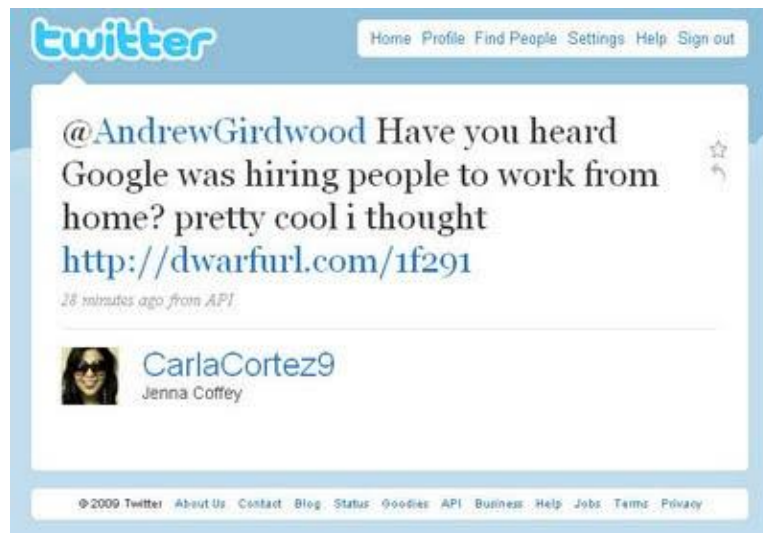 twitter
Home Profile Find People Settings Help Sign out
@AndrewGirdwood Have you heard
Google was hiring people to work from
home? pretty cool i thought
http://dwarfurl.com/1f291
28 minutes ago from API
CarlaCortez9
Jenna Coffey
© 2009 Twitter About Us Contact Blog Status Goodies API Business Help Jobs Terms Privacy